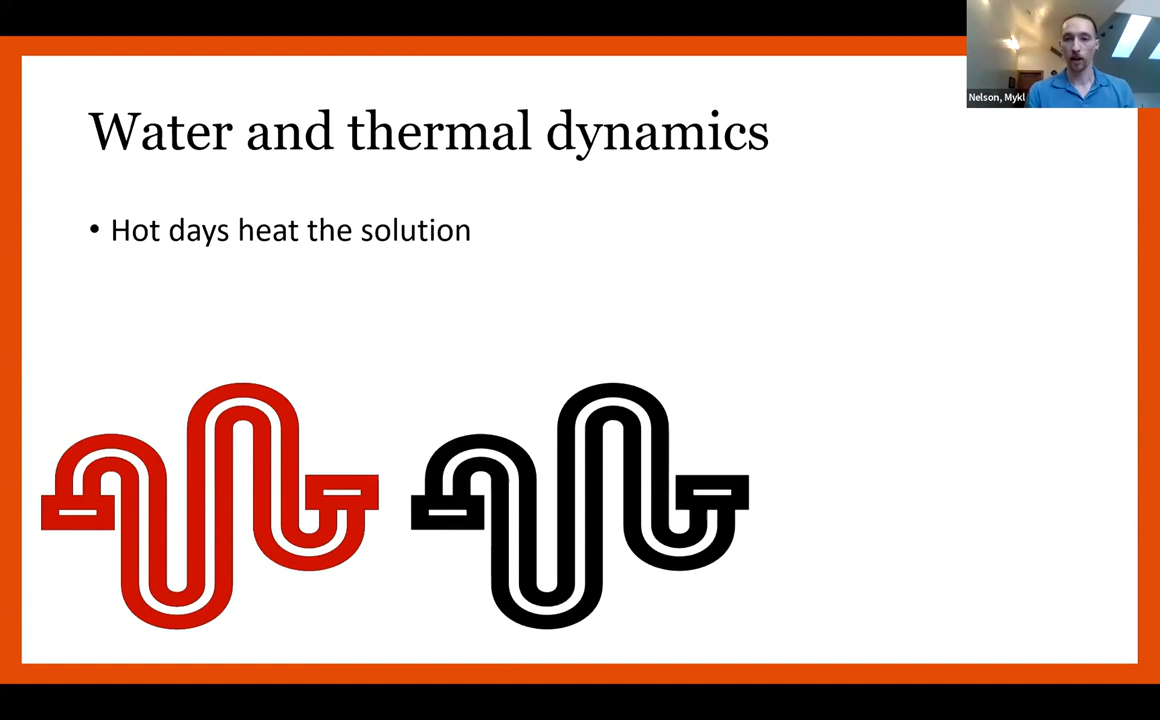 Water and thermal dynamics
• Hot days heat the solution
Nelson, Mykl